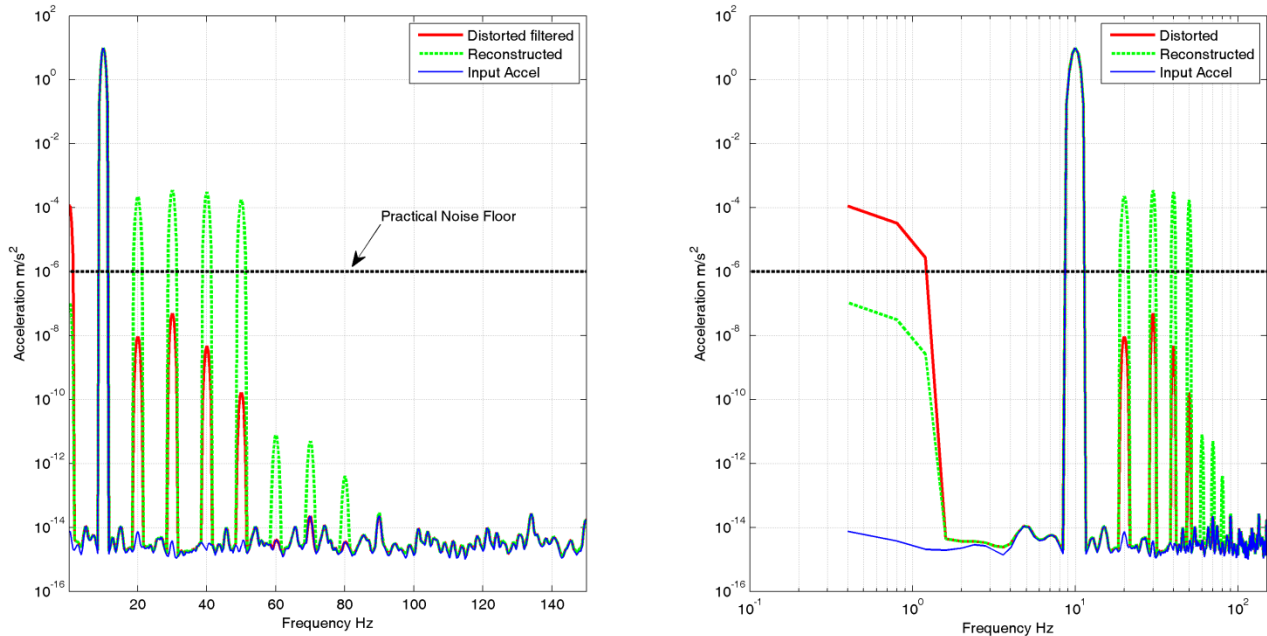 10^2
10^0
10^-2
10^-4
10^-6
10^-8
10^-10
10^-12
10^-14
10^-16
Acceleration m/s^2
Distorted filtered
Reconstructed
Input Accel
Practical Noise Floor
20 40 60 80 100 120 140
Frequency Hz
10^2
10^0
10^-2
10^-4
10^-6
10^-8
10^-10
10^-12
10^-14
10^-16
Acceleration m/s^2
Distorted
Reconstructed
Input Accel
10^-1 10^0 10^1 10^2
Frequency Hz